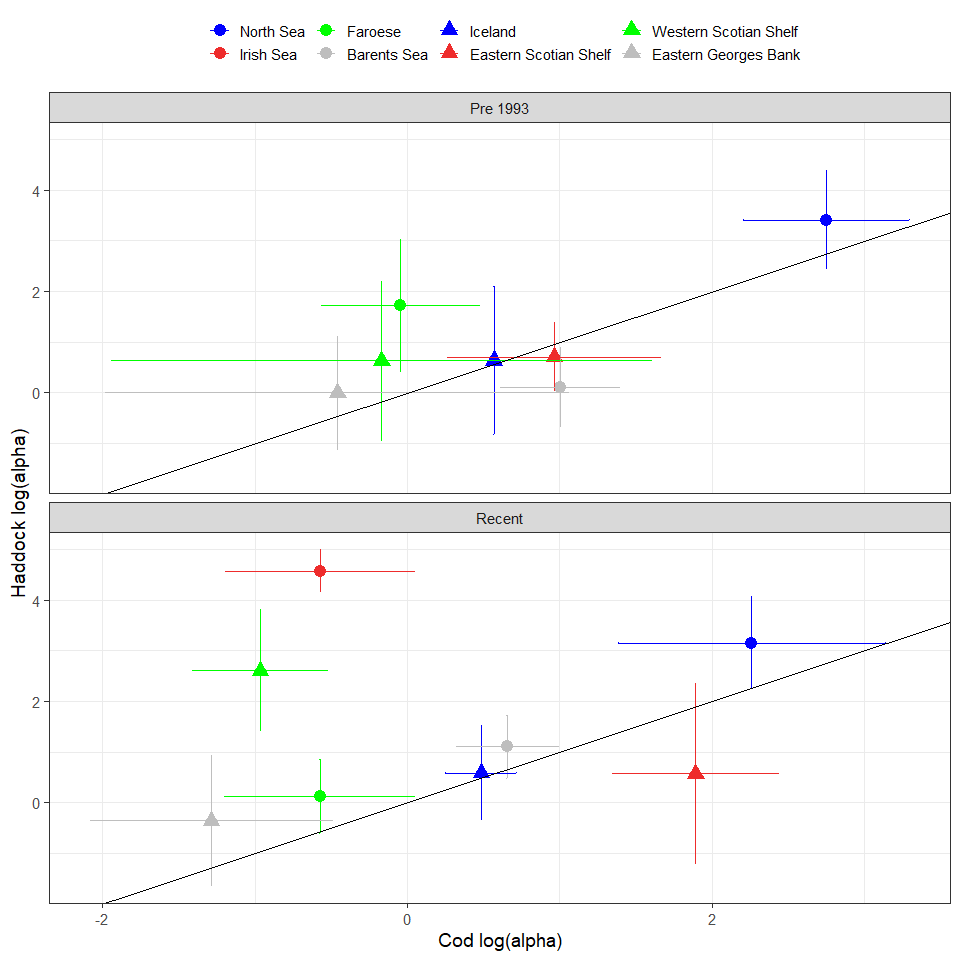 North Sea Faroese Iceland Western Scotian Shelf
Irish Sea Barents Sea Eastern Scotian Shelf Eastern Georges Bank
Pre 1993
4
2
0
Haddock log(alpha)
Recent
4
2
0
-2 0 2
Cod log(alpha)